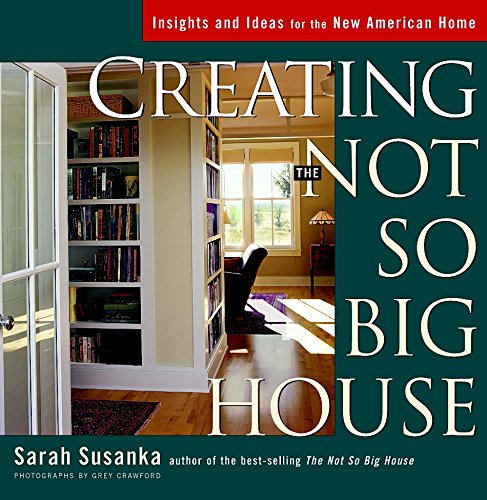 Insights and Ideas for the New American Home
CREATING
THE NOT
SO
BIG
HOUSE
Sarah Susanka author of the best-selling The Not So Big House
PHOTOGRAPHS BY GREY CRAWFORD